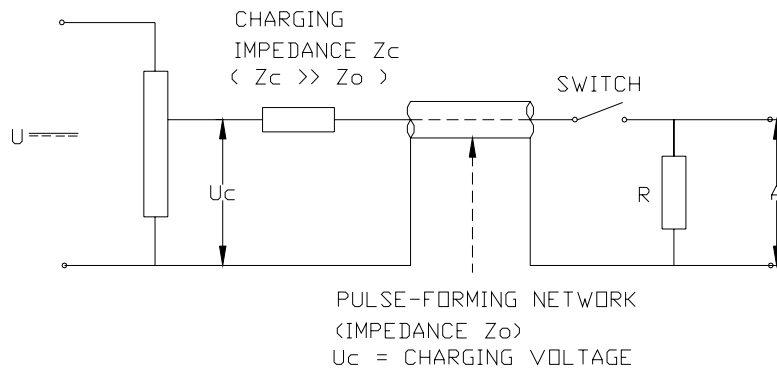 CHARGING
IMPEDANCE Zc
( Zc >> Zo )
SWITCH
U
Uc
R
A
PULSE-FORMING NETWORK
(IMPEDANCE Zo)
Uc = CHARGING VOLTAGE